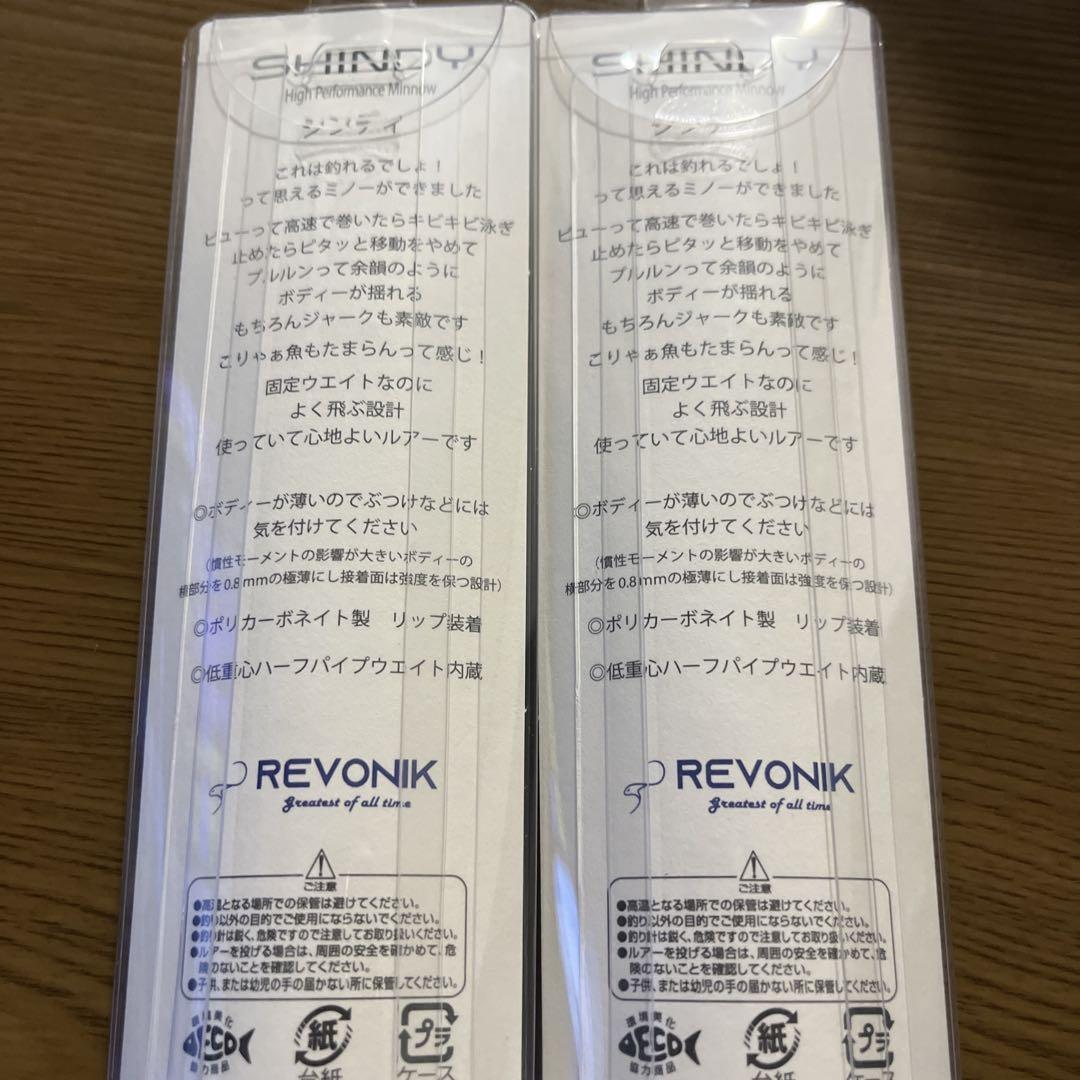 SHINDY
High Performance Minnow
シンディ
これは釣れるでしょ！
って思えるミノーができました
ビューって高速で巻いたらキビキビ泳ぎ
止めたらピタッと移動をやめて
プルルンって余韻のように
ボディーが揺れる
もちろんジャークも素敵です
こりゃぁ魚もたまらんって感じ！
固定ウエイトなのに
よく飛ぶ設計
使っていて心地よいルアーです
◎ボディーが薄いのでぶつけなどには
気を付けてください
（慣性モーメントの影響が大きいボディーの
横部分を0.8mmの極薄にし接着面は強度を保つ設計）
◎ポリカーボネイト製　リップ装着
◎低重心ハーフパイプウエイト内蔵
REVONIK
greatest of all time
ご注意
●高温となる場所での保管は避けてください。
●釣り以外の目的でご使用にならないでください。
●釣り針は鋭く、危険ですので注意してお取り扱いください。
●ルアーを投げる場合は、周囲の安全を確かめて、危
険のないことを確認してください。
●子供、または幼児の手の届かない所に保管してください。
環境美化
ECO
協力商品
紙
台紙
プラ
ケース
SHINDY
High Performance Minnow
シンディ
これは釣れるでしょ！
って思えるミノーができました
ビューって高速で巻いたらキビキビ泳ぎ
止めたらピタッと移動をやめて
プルルンって余韻のように
ボディーが揺れる
もちろんジャークも素敵です
こりゃぁ魚もたまらんって感じ！
固定ウエイトなのに
よく飛ぶ設計
使っていて心地よいルアーです
◎ボディーが薄いのでぶつけなどには
気を付けてください
（慣性モーメントの影響が大きいボディーの
横部分を0.8mmの極薄にし接着面は強度を保つ設計）
◎ポリカーボネイト製　リップ装着
◎低重心ハーフパイプウエイト内蔵
REVONIK
greatest of all time
ご注意
●高温となる場所での保管は避けてください。
●釣り以外の目的でご使用にならないでください。
●釣り針は鋭く、危険ですので注意してお取り扱いください。
●ルアーを投げる場合は、周囲の安全を確かめて、危
険のないことを確認してください。
●子供、または幼児の手の届かない所に保管してください。
環境美化
ECO
協力商品
紙
台紙
プラ
ケース